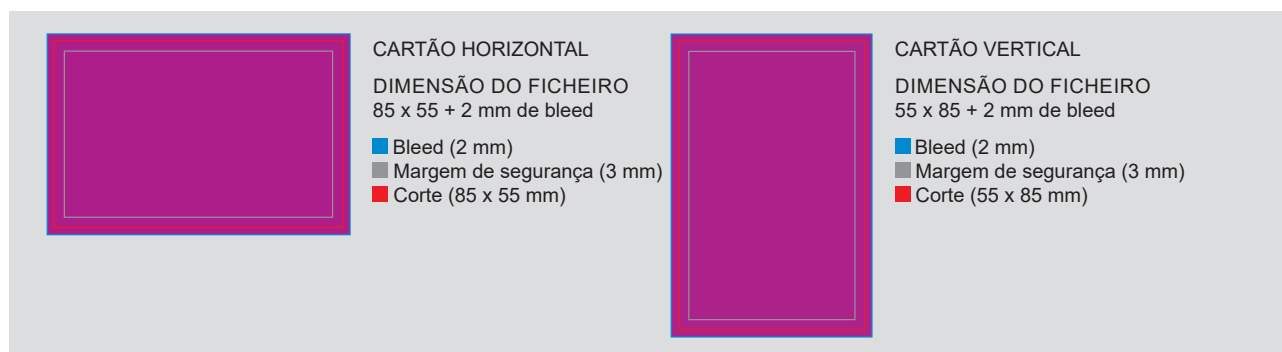 CARTÃO HORIZONTAL
DIMENSÃO DO FICHEIRO
85 x 55 + 2 mm de bleed
Bleed (2 mm)
Margem de segurança (3 mm)
Corte (85 x 55 mm)
CARTÃO VERTICAL
DIMENSÃO DO FICHEIRO
55 x 85 + 2 mm de bleed
Bleed (2 mm)
Margem de segurança (3 mm)
Corte (55 x 85 mm)